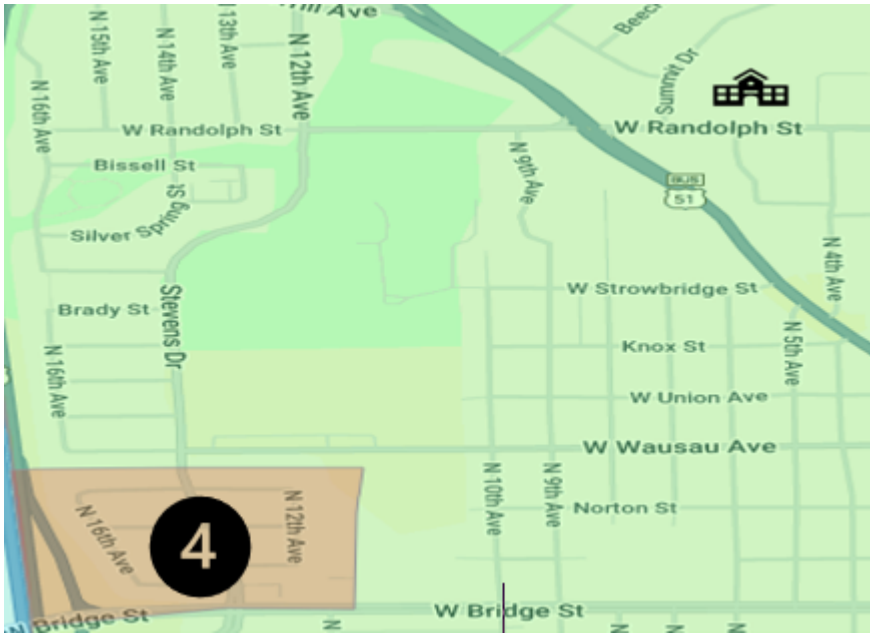 ill Ave
N 15th Ave
N 14th Ave
N 13th Ave
N 12th Ave
Beec
Summit Dr
N 16th Ave
W Randolph St
W Randolph St
Bissell St
N 9th Ave
BUS
51
Silver Spring St
N 4th Ave
Stevens Dr
W Strowbridge St
Brady St
N 16th Ave
Knox St
N 5th Ave
W Union Ave
W Wausau Ave
N 16th Ave
4
N 12th Ave
N 10th Ave
N 9th Ave
Norton St
N Bridge St
W Bridge St
N
N
N
N